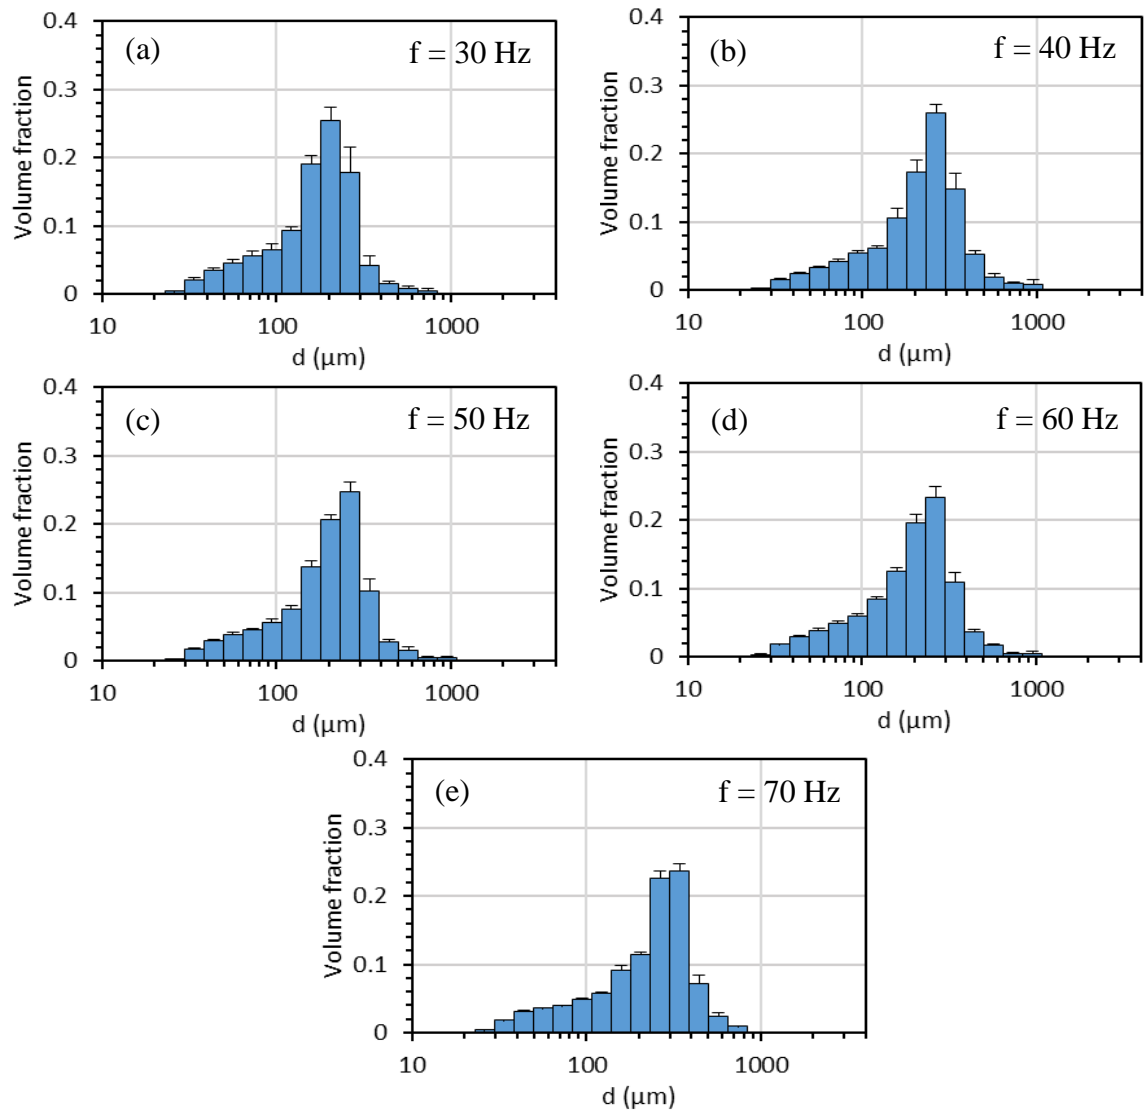 (a) f = 30 Hz
Volume fraction
0.4
0.3
0.2
0.1
0
10 100 1000
d (µm)
(b) f = 40 Hz
Volume fraction
0.4
0.3
0.2
0.1
0
10 100 1000
d (µm)
(c) f = 50 Hz
Volume fraction
0.4
0.3
0.2
0.1
0
10 100 1000
d (µm)
(d) f = 60 Hz
Volume fraction
0.4
0.3
0.2
0.1
0
10 100 1000
d (µm)
(e) f = 70 Hz
Volume fraction
0.4
0.3
0.2
0.1
0
10 100 1000
d (µm)